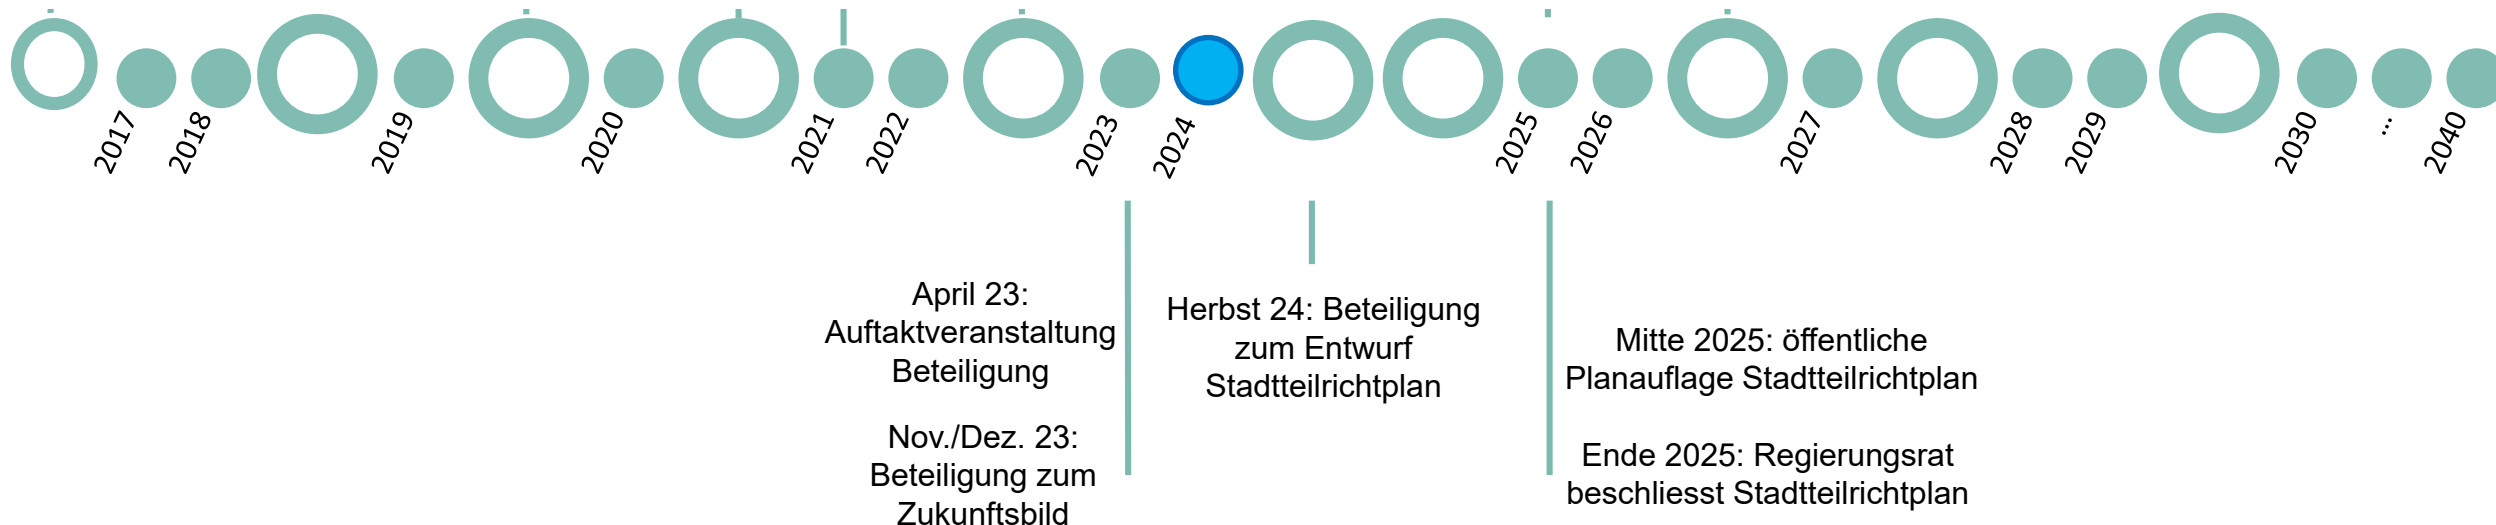 2017
2018
2019
2020
2021
2022
2023
2024
2025
2026
2027
2028
2029
2030
...
2040
April 23:
Auftaktveranstaltung
Beteiligung
Nov./Dez. 23:
Beteiligung zum
Zukunftsbild
Herbst 24: Beteiligung
zum Entwurf
Stadtteilrichtplan
Mitte 2025: öffentliche
Planauflage Stadtteilrichtplan
Ende 2025: Regierungsrat
beschliesst Stadtteilrichtplan